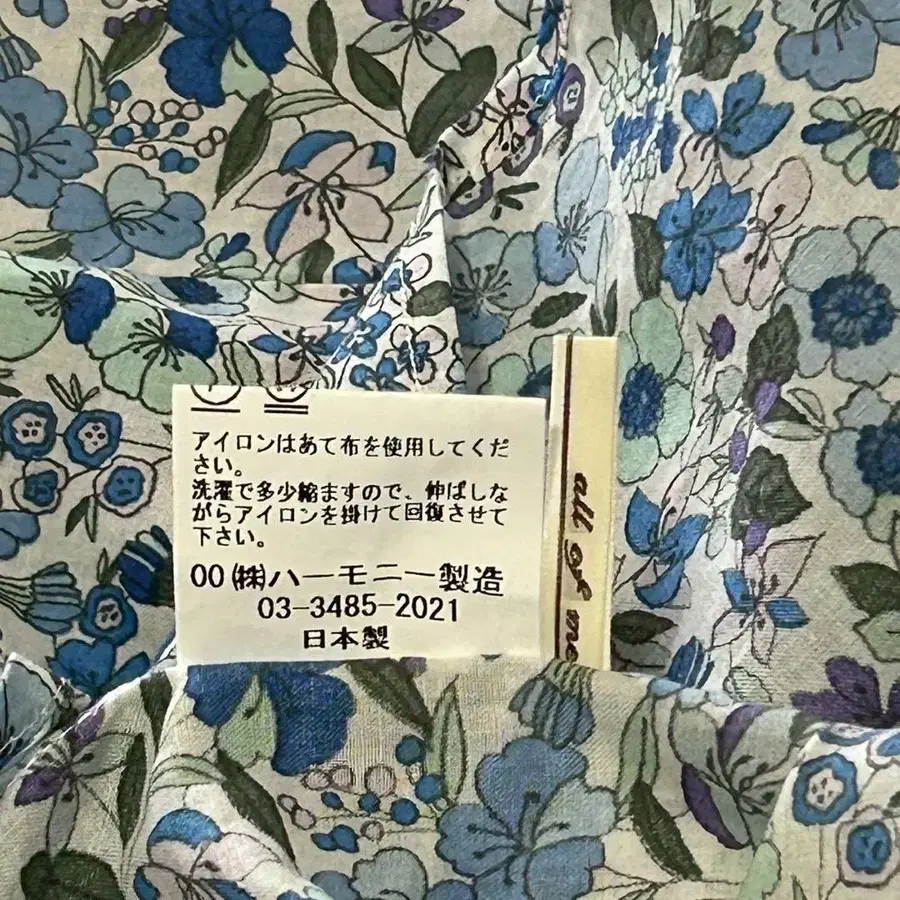 アイロンはあて布を使用してくだ
さい。
洗濯で多少縮ますので、伸ばしな
がらアイロンを掛けて回復させて
下さい。
00㈱ハーモニー製造
03-3485-2021
日本製
all of me